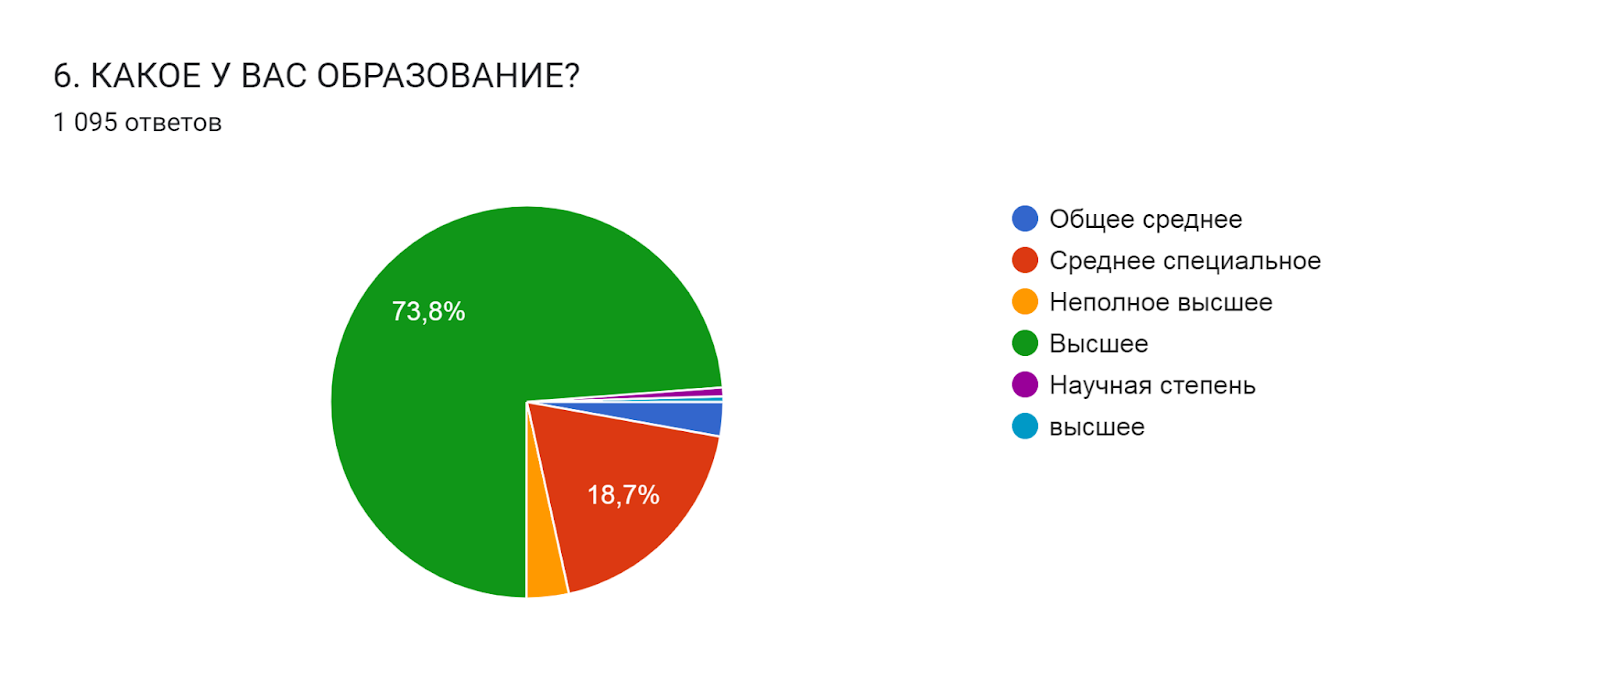 6. КАКОЕ У ВАС ОБРАЗОВАНИЕ?
1 095 ответов
73,8%
18,7%
Общее среднее
Среднее специальное
Неполное высшее
Высшее
Научная степень
высшее